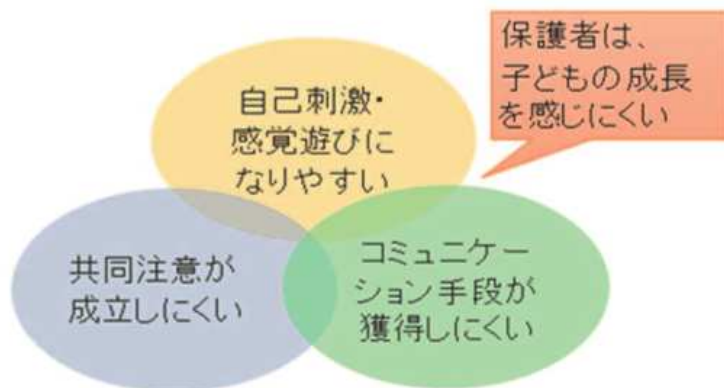 保護者は、
子どもの成長
を感じにくい
自己刺激・
感覚遊びに
なりやすい
共同注意が
成立しにくい
コミュニケー
ション手段が
獲得しにくい